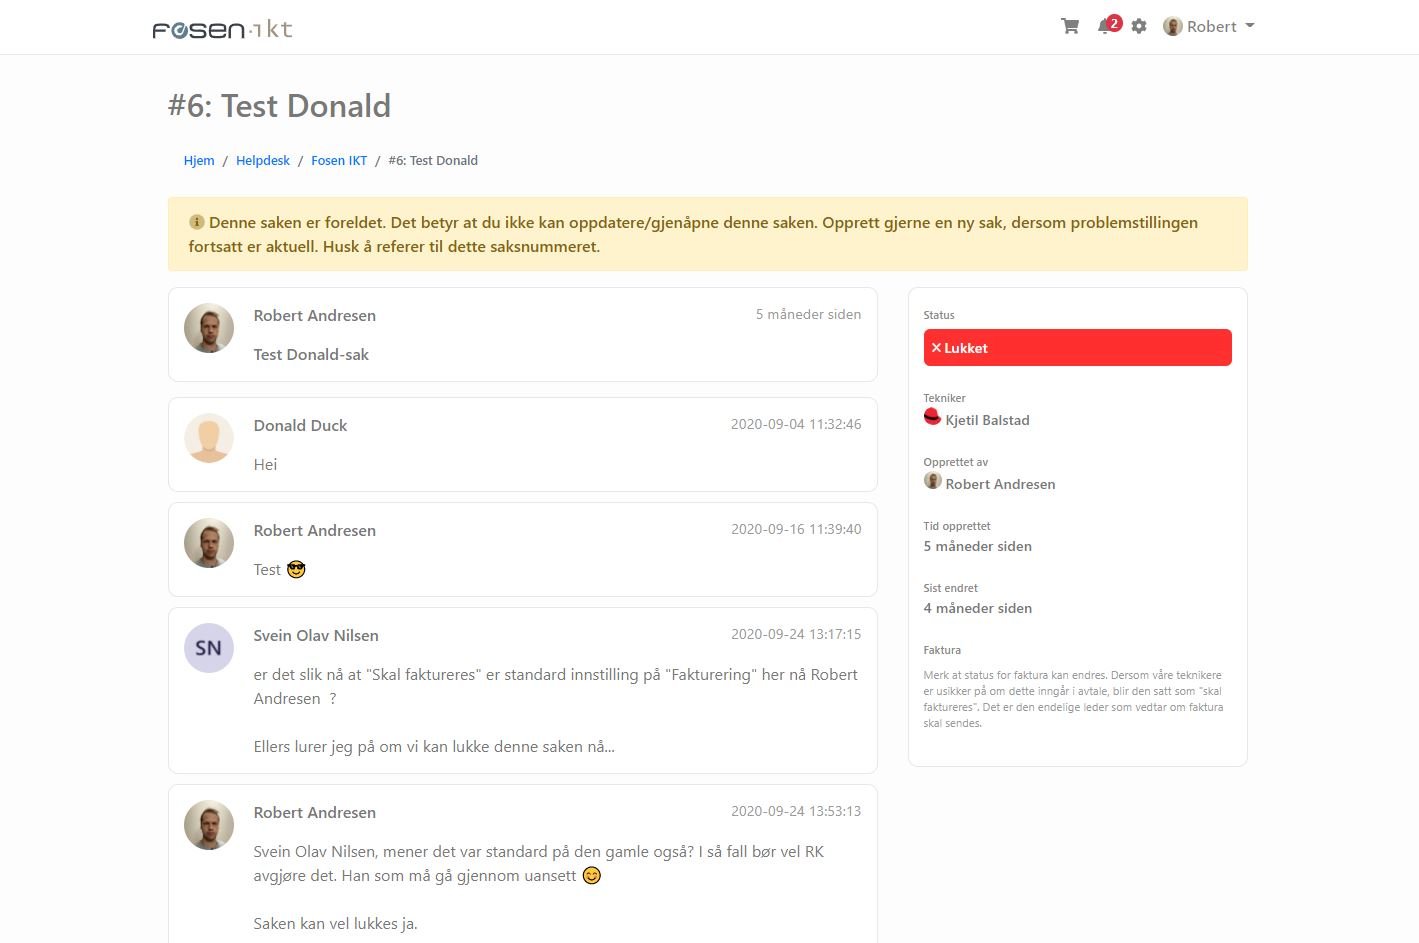 fosen·ikt
2
Robert
#6: Test Donald
Hjem / Helpdesk / Fosen IKT / #6: Test Donald
Denne saken er foreldet. Det betyr at du ikke kan oppdatere/gjenåpne denne saken. Opprett gjerne en ny sak, dersom problemstillingen
fortsatt er aktuell. Husk å referer til dette saksnummeret.
Robert Andresen
5 måneder siden
Test Donald-sak
Donald Duck
2020-09-04 11:32:46
Hei
Robert Andresen
2020-09-16 11:39:40
Test 😎
SN
Svein Olav Nilsen
2020-09-24 13:17:15
er det slik nå at "Skal faktureres" er standard innstilling på "Fakturering" her nå Robert
Andresen ?
Ellers lurer jeg på om vi kan lukke denne saken nå...
Robert Andresen
2020-09-24 13:53:13
Svein Olav Nilsen, mener det var standard på den gamle også? I så fall bør vel RK
avgjøre det. Han som må gå gjennom uansett 😊
Saken kan vel lukkes ja.
Status
× Lukket
Tekniker
Kjetil Balstad
Opprettet av
Robert Andresen
Tid opprettet
5 måneder siden
Sist endret
4 måneder siden
Faktura
Merk at status for faktura kan endres. Dersom våre teknikere
er usikker på om dette inngår i avtale, blir den satt som "skal
faktureres". Det er den endelige leder som vedtar om faktura
skal sendes.